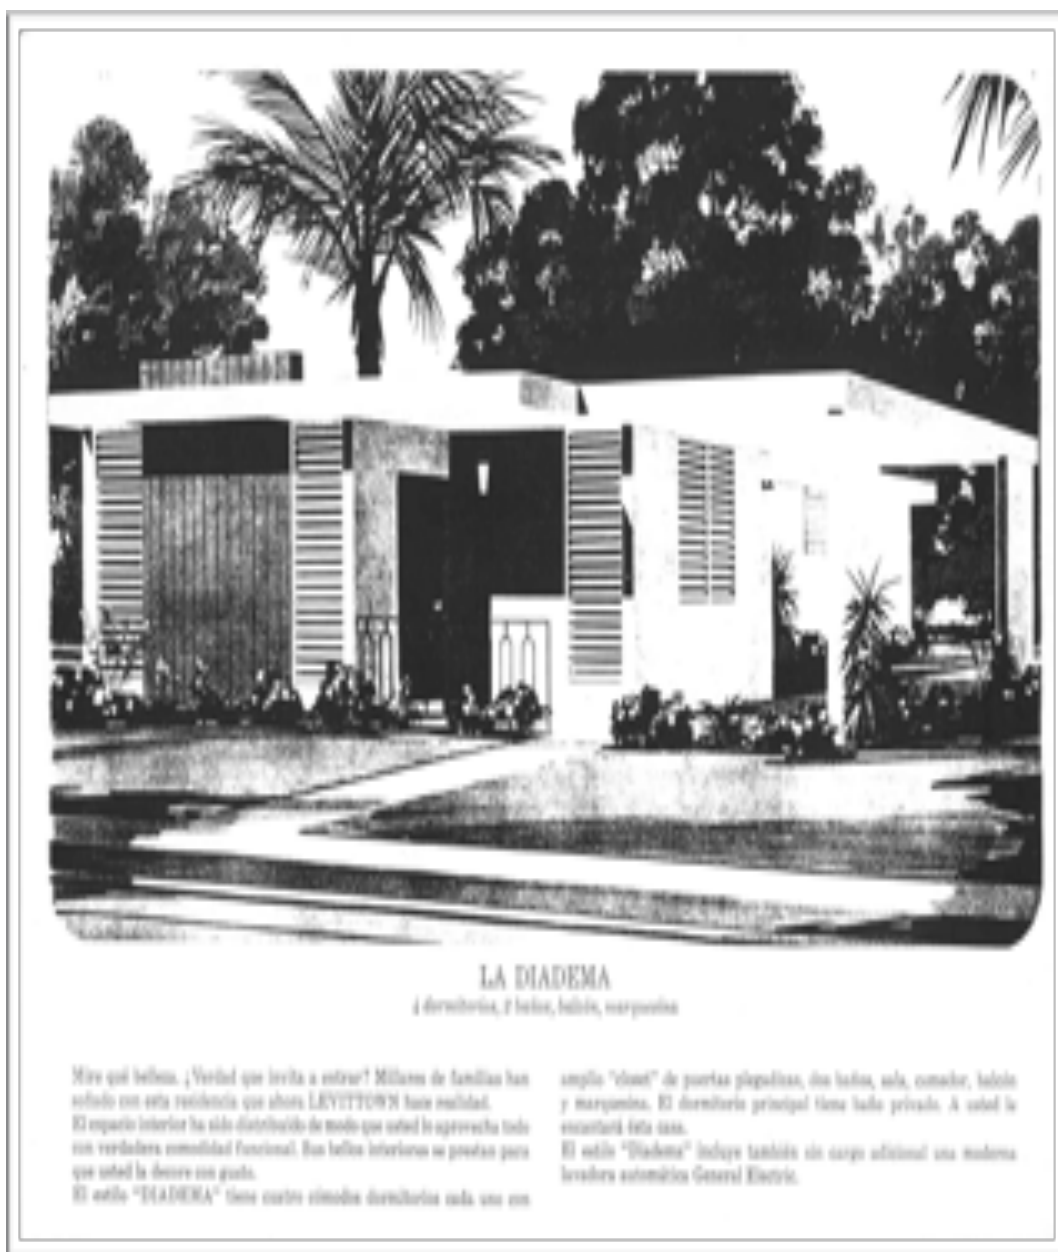 LA DIADEMA
4 dormitorios, 2 baños, balcón, marquesina
Mire qué belleza. ¿Verdad que invita a entrar? Millares de familias han
soñado con esta residencia que ahora LEVITTOWN hace realidad.
El espacio interior ha sido distribuido de modo que usted lo aproveche todo
con verdadera comodidad funcional. Sus bellos interiores se prestan para
que usted la decore con gusto.
El estilo "DIADEMA" tiene cuatro cómodos dormitorios cada uno con
amplio "closet" de puertas plegadizas, dos baños, sala, comedor, balcón
y marquesina. El dormitorio principal tiene baño privado. A usted le
encantará ésta casa.
El estilo "Diadema" incluye también sin cargo adicional una moderna
lavadora automática General Electric.